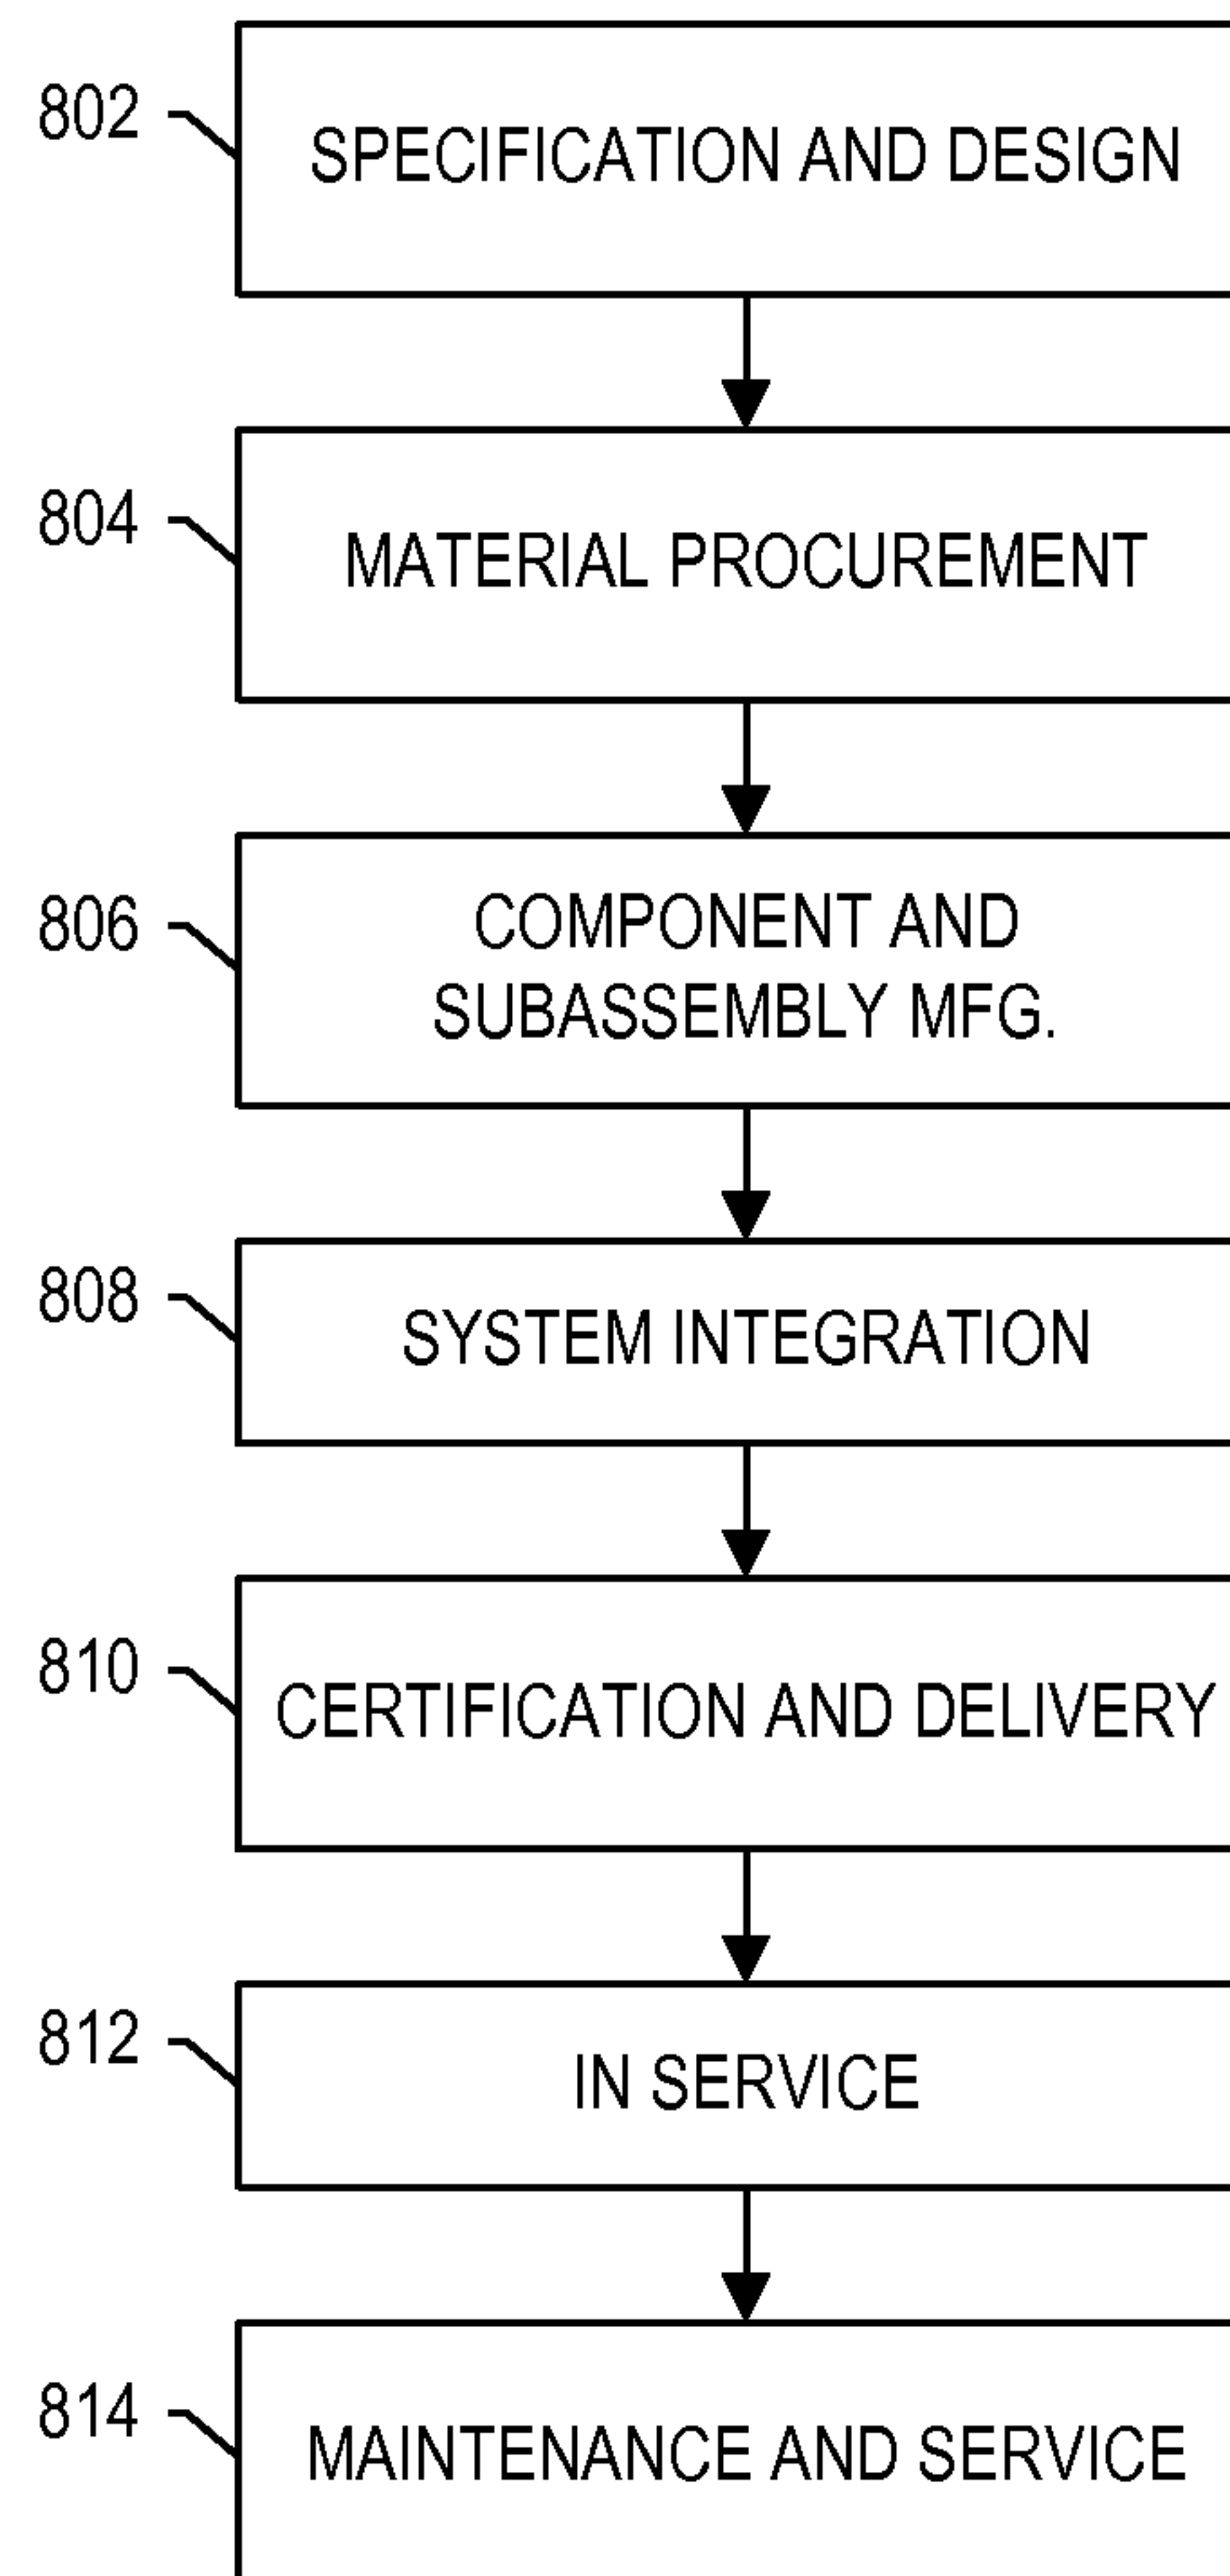 802
SPECIFICATION AND DESIGN
804
MATERIAL PROCUREMENT
806
COMPONENT AND
SUBASSEMBLY MFG.
808
SYSTEM INTEGRATION
810
CERTIFICATION AND DELIVERY
812
IN SERVICE
814
MAINTENANCE AND SERVICE